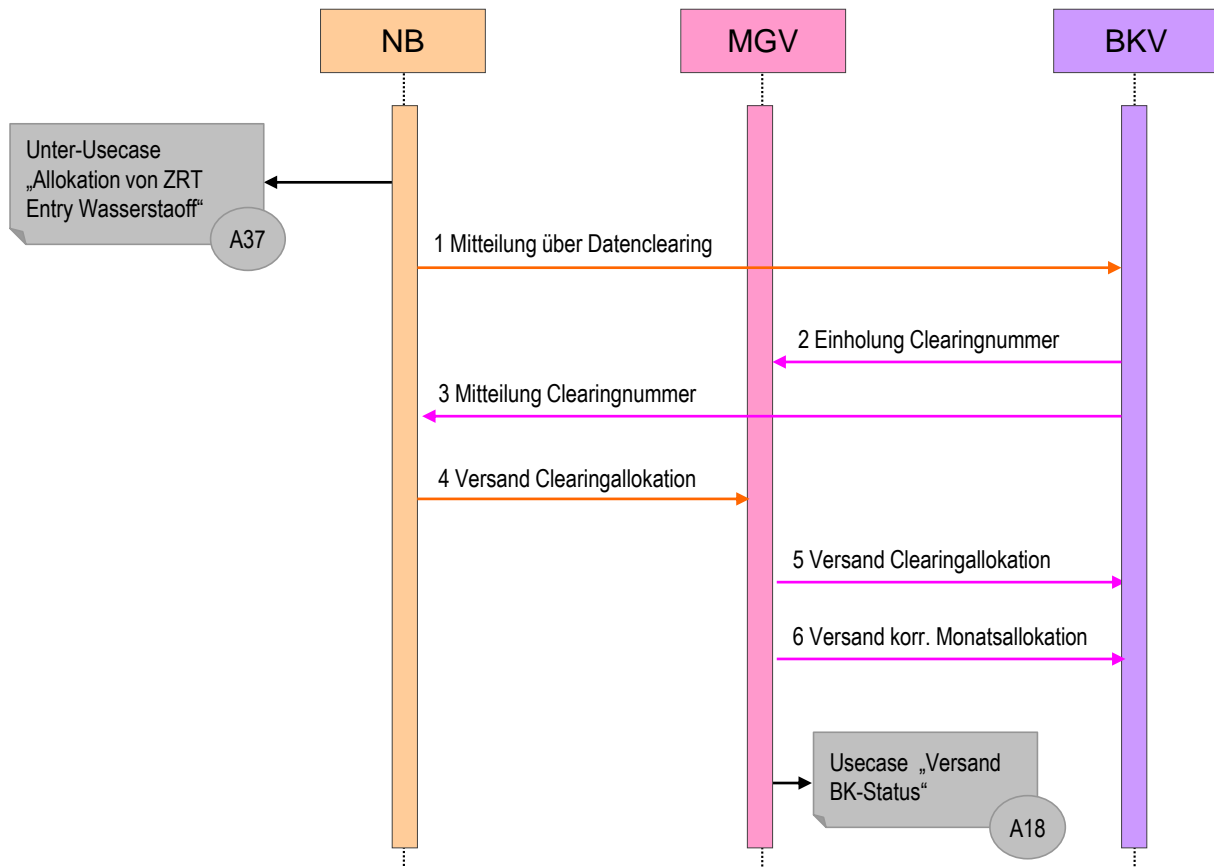 NB
MGV
BKV
Unter-Usecase
„Allokation von ZRT
Entry Wasserstaoff“
A37
1 Mitteilung über Datenclearing
2 Einholung Clearingnummer
3 Mitteilung Clearingnummer
4 Versand Clearingallokation
5 Versand Clearingallokation
6 Versand korr. Monatsallokation
Usecase „Versand
BK-Status“
A18